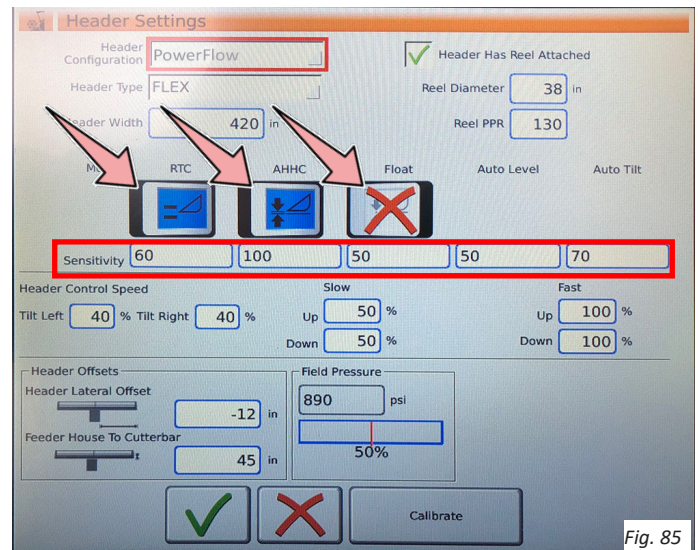 Header Settings
Header Configuration PowerFlow
Header Has Reel Attached
Header Type FLEX
Reel Diameter 38 in
Header Width 420 in
Reel PPR 130
RTC AHHC Float Auto Level Auto Tilt
Sensitivity 60 100 50 50 70
Header Control Speed Slow Fast
Tilt Left 40 % Tilt Right 40 % Up 50 % Up 100 %
Down 50 % Down 100 %
Header Offsets Field Pressure
Header Lateral Offset 890 psi
-12 in
Feeder House To Cutterbar 50%
45 in
Calibrate
Fig. 85